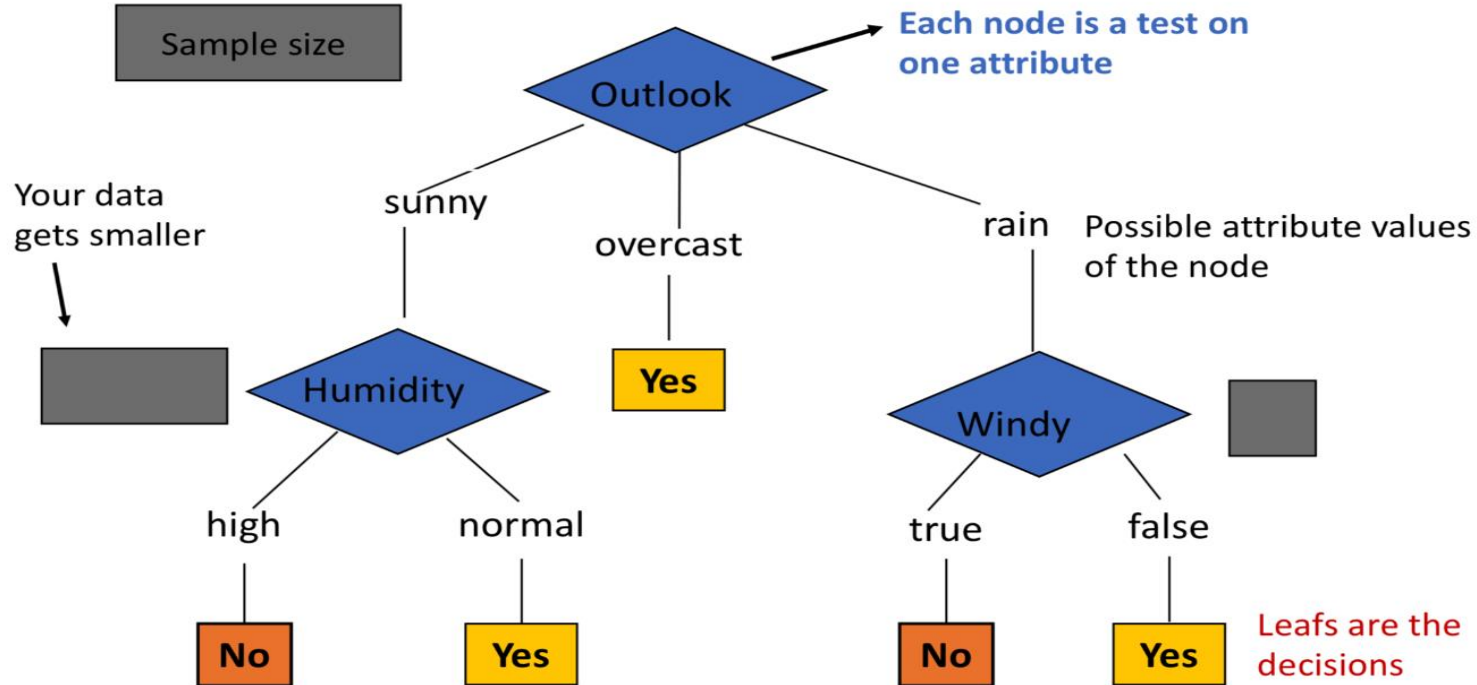 Sample size
Each node is a test on
one attribute
Outlook
Your data
gets smaller
sunny
overcast
rain
Possible attribute values
of the node
Humidity
Yes
Windy
high
normal
true
false
No
Yes
No
Yes
Leafs are the
decisions